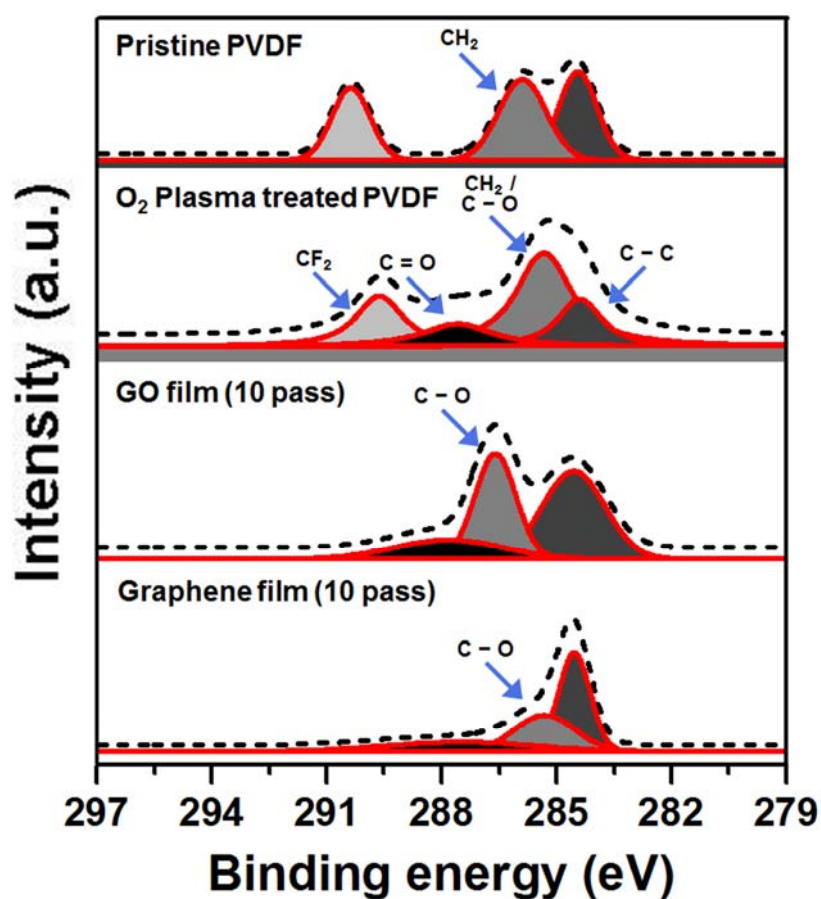 Pristine PVDF
CH₂
O₂ Plasma treated PVDF
CH₂ /
C – O
CF₂
C = O
C – C
GO film (10 pass)
C – O
Graphene film (10 pass)
C – O
Intensity (a.u.)
297 294 291 288 285 282 279
Binding energy (eV)